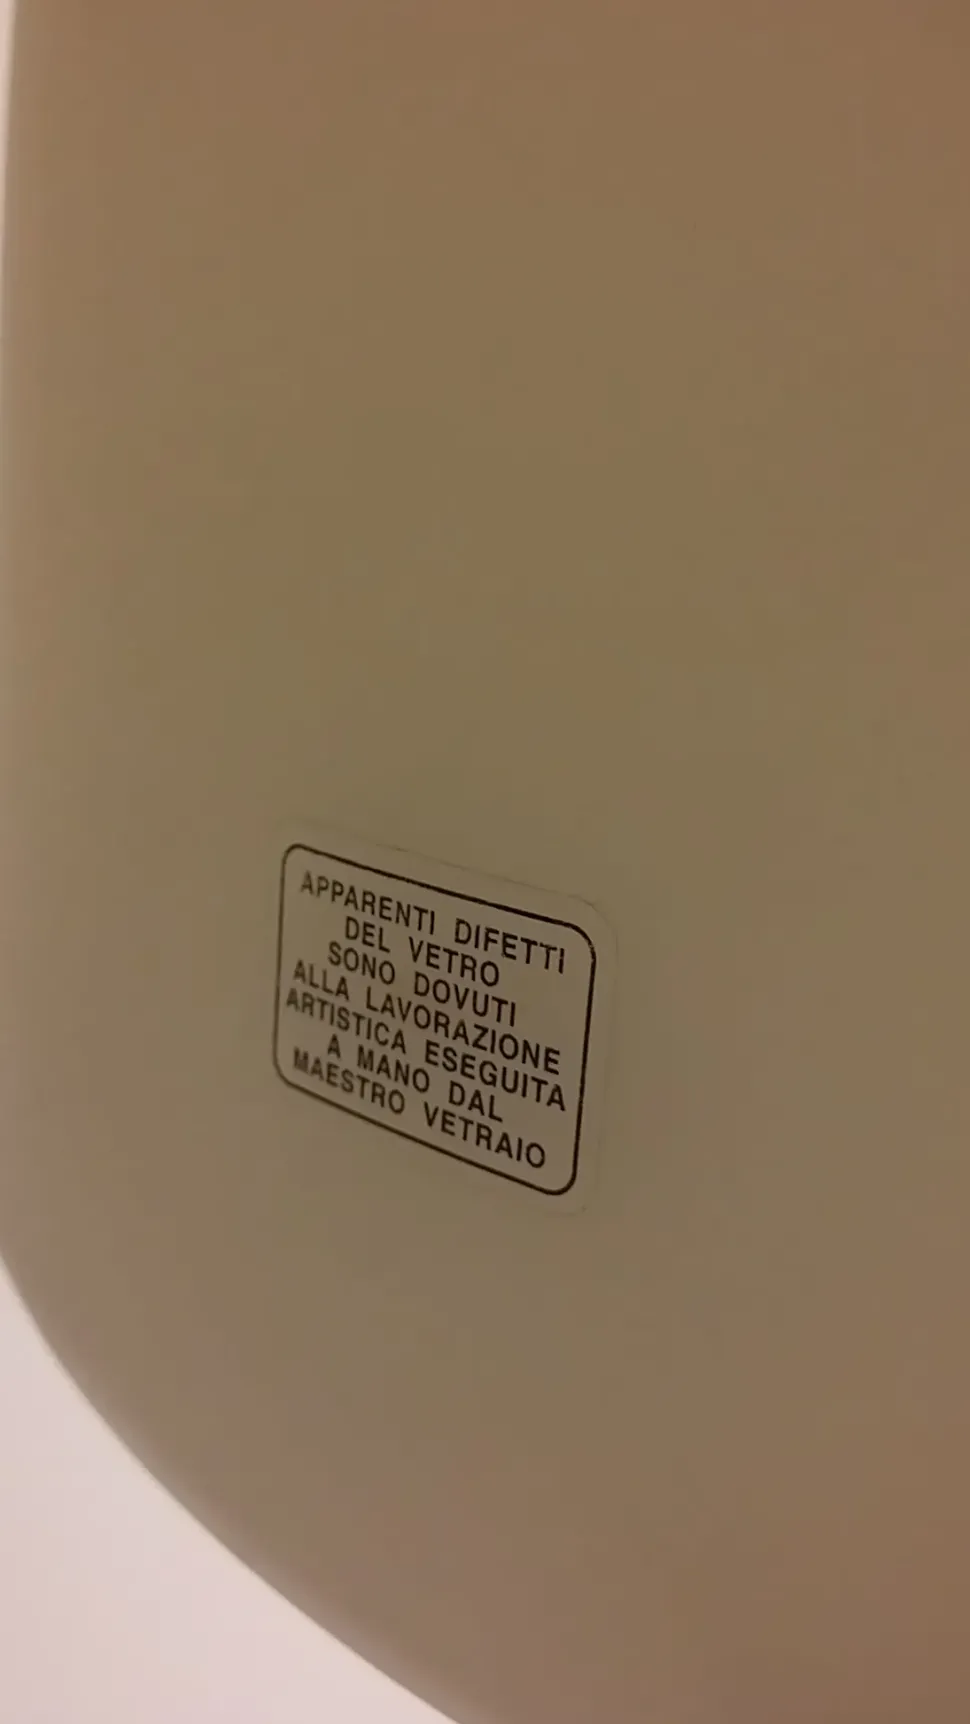 APPARENTI DIFETTI
DEL VETRO
SONO DOVUTI
ALLA LAVORAZIONE
ARTISTICA ESEGUITA
A MANO DAL
MAESTRO VETRAIO